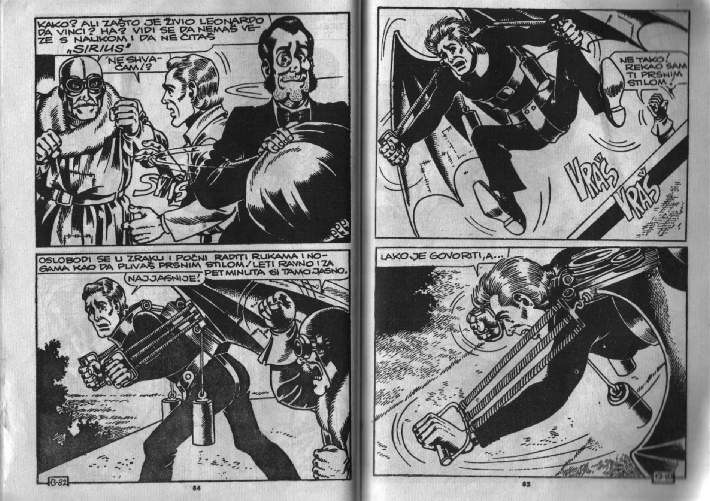 KAKO? ALI ZAŠTO JE ŽIVIO LEONARDO
DA VINCI? HA? VIDI SE DA NEMAŠ VE-
ZE S NAUKOM I DA NE ČITAŠ
„SIRIUS“
NE SHVA-
ĆAM!?
OSLOBODI SE U ZRAKU I POČNI RADITI RUKAMA I NO-
GAMA KAO DA PLIVAŠ PRSNIM STILOM! LETI RAVNO I ZA
PET MINUTA SI TAMO. JASNO.
NAJJASNIJE!
84
NE TAKO!
REKAO SAM
TI PRSNIM
STILOM!
VRAŠ
VRAŠ
LAKO JE GOVORITI, A...